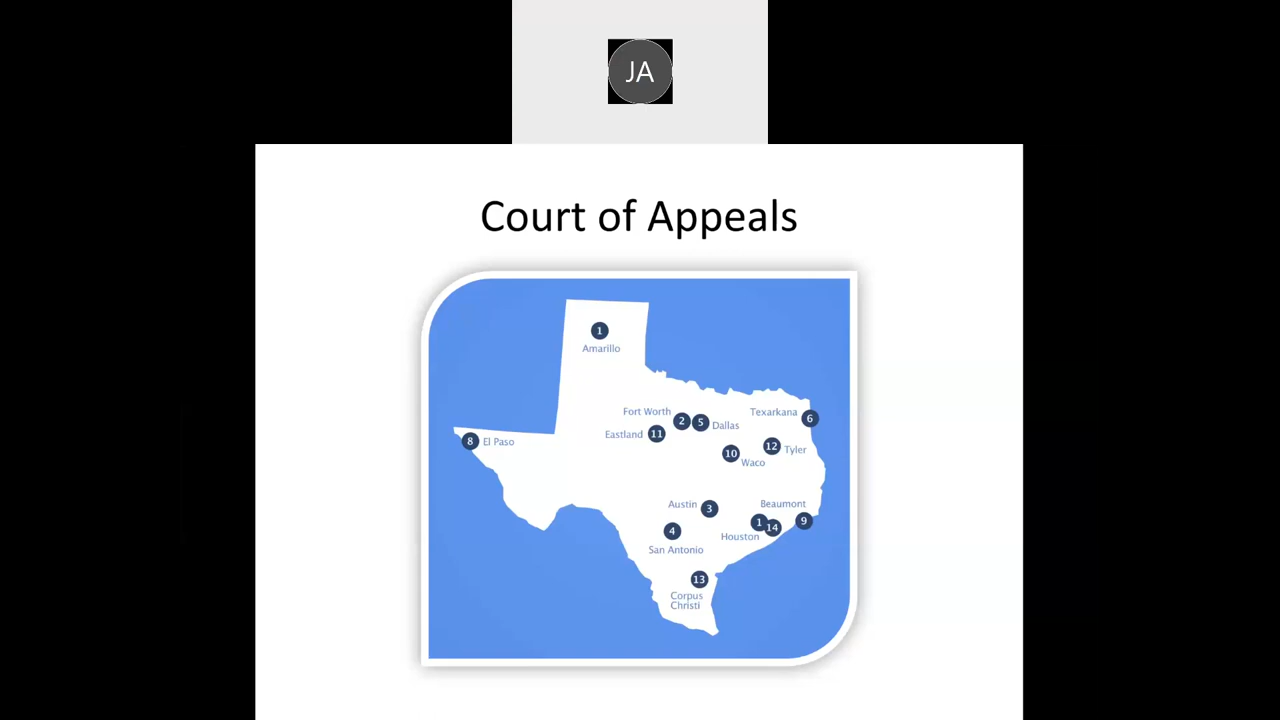 JA
Court of Appeals
1
Amarillo
Fort Worth 2 5 Dallas
Texarkana 6
Eastland 11
8 El Paso
12 Tyler
10 Waco
Austin 3
Beaumont
9
1 14
Houston
4
San Antonio
13
Corpus
Christi